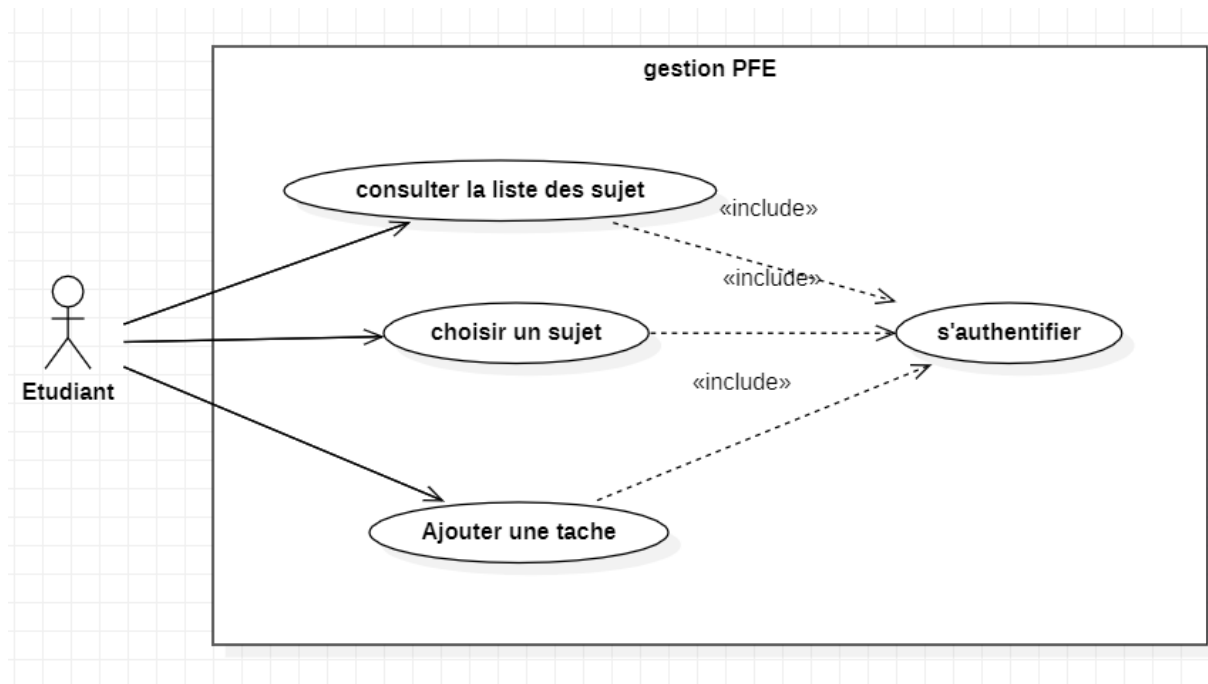 gestion PFE
consulter la liste des sujet
«include»
«include»
choisir un sujet
s'authentifier
«include»
Etudiant
Ajouter une tache